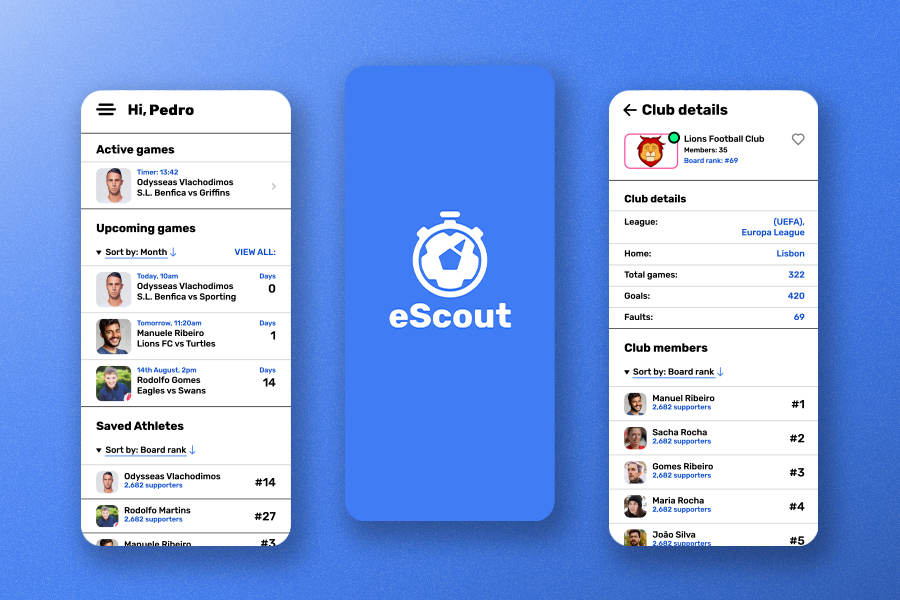 Hi, Pedro
Active games
Timer: 13:42
Odysseas Vlachodimos
S.L. Benfica vs Griffins
Upcoming games
Sort by: Month
VIEW ALL:
Today, 10am
Days
Odysseas Vlachodimos
S.L. Benfica vs Sporting
0
Tomorrow, 11:20am
Days
Manuele Ribeiro
Lions FC vs Turtles
1
14th August, 2pm
Days
Rodolfo Gomes
Eagles vs Swans
14
Saved Athletes
Sort by: Board rank
Odysseas Vlachodimos
2,682 supporters
#14
Rodolfo Martins
2,682 supporters
#27
Manuele Ribeiro
#3
eScout
Club details
Lions Football Club
Members: 35
Board rank: #69
Club details
League:
(UEFA),
Europa League
Home:
Lisbon
Total games:
322
Goals:
420
Faults:
69
Club members
Sort by: Board rank
Manuel Ribeiro
2,682 supporters
#1
Sacha Rocha
2,682 supporters
#2
Gomes Ribeiro
2,682 supporters
#3
Maria Rocha
2,682 supporters
#4
João Silva
2,682 supporters
#5